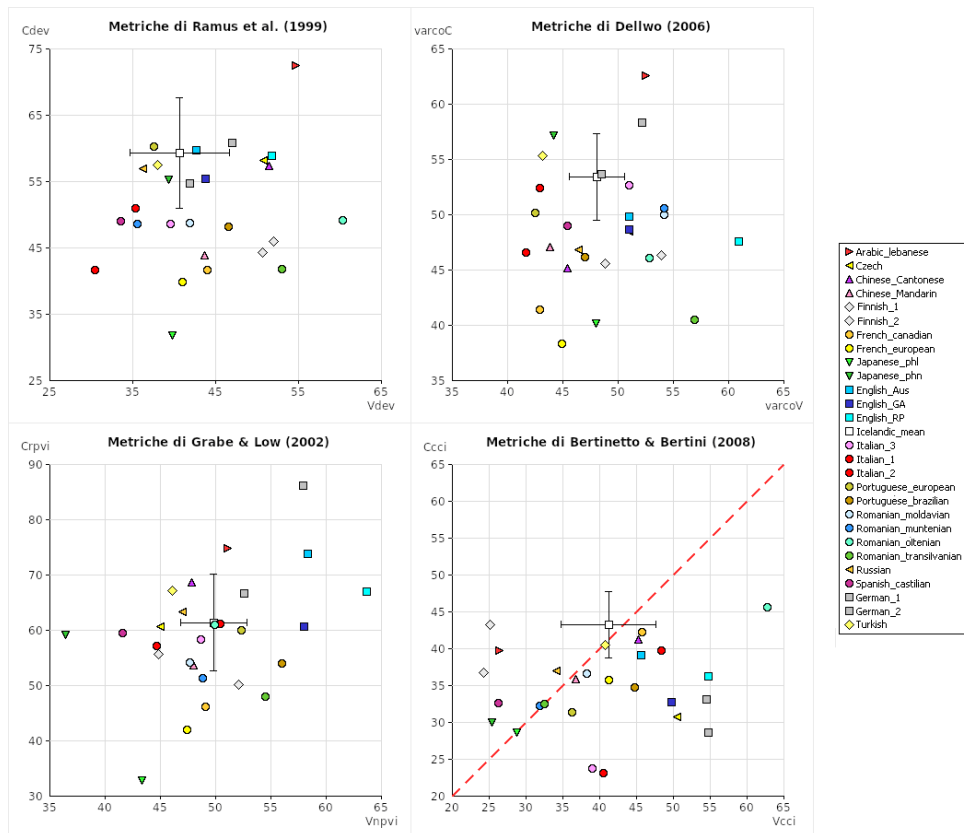 Metriche di Ramus et al. (1999)
Cdev
75
65
55
45
35
25
25
35
45
55
65
Vdev
Metriche di Dellwo (2006)
varcoC
65
60
55
50
45
40
35
35
40
45
50
55
60
65
varcoV
Metriche di Grabe & Low (2002)
Crpvi
90
80
70
60
50
40
30
35
40
45
50
55
60
65
Vnpvi
Metriche di Bertinetto & Bertini (2008)
Ccci
65
60
55
50
45
40
35
30
25
20
20
25
30
35
40
45
50
55
60
65
Vcci
Arabic_lebanese
Czech
Chinese_Cantonese
Chinese_Mandarin
Finnish_1
Finnish_2
French_canadian
French_european
Japanese_phl
Japanese_phn
English_Aus
English_GA
English_RP
Icelandic_mean
Italian_3
Italian_1
Italian_2
Portuguese_european
Portuguese_brazilian
Romanian_moldavian
Romanian_muntenian
Romanian_oltenian
Romanian_transilvanian
Russian
Spanish_castilian
German_1
German_2
Turkish